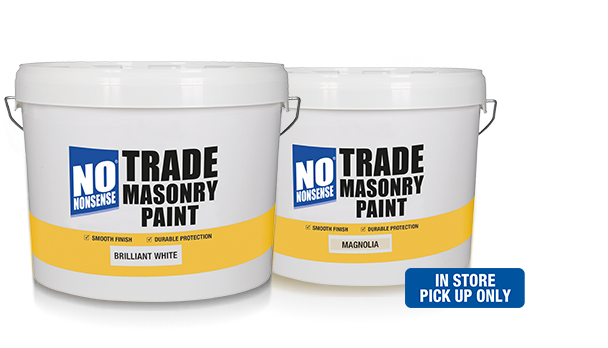 NO
NONSENSE®
TRADE
MASONRY
PAINT
SMOOTH FINISH DURABLE PROTECTION
BRILLIANT WHITE
NO
NONSENSE®
TRADE
MASONRY
PAINT
SMOOTH FINISH DURABLE PROTECTION
MAGNOLIA
IN STORE
PICK UP ONLY